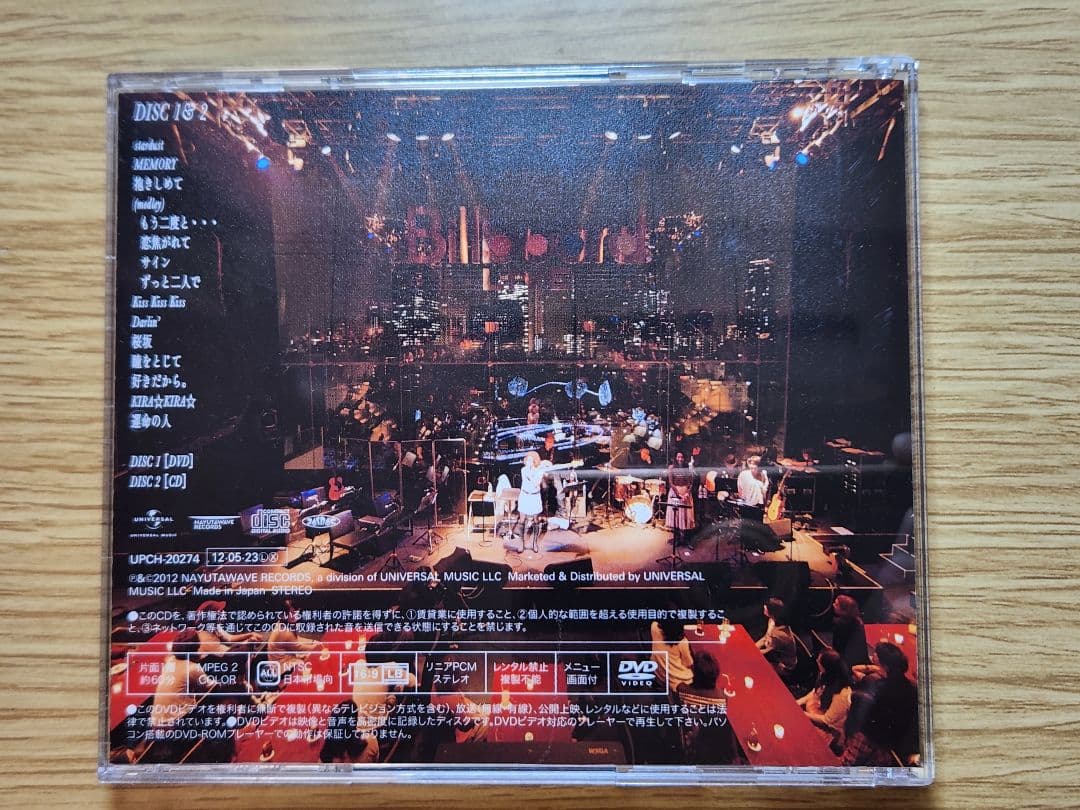 DISC 1& 2
stardust
MEMORY
抱きしめて
(medley)
もう二度と・・・
恋焦がれて
サイン
ずっと二人で
Kiss Kiss Kiss
Darlin'
桜坂
瞳をとじて
好きだから。
KIRA☆KIRA☆
運命の人
DISC 1 [DVD]
DISC 2 [CD]
Billboard
UNIVERSAL
UNIVERSAL MUSIC
NAYUTAWAVE
RECORDS
COMPACT
disc
DIGITAL AUDIO
UPCH-20274 12·05·23ⓁⓍ
Ⓟ&©2012 NAYUTAWAVE RECORDS, a division of UNIVERSAL MUSIC LLC Marketed & Distributed by UNIVERSAL
MUSIC LLC Made in Japan STEREO
●このCDを、著作権法で認められている権利者の許諾を得ずに、①賃貸業に使用すること、②個人的な範囲を超える使用目的で複製するこ
と、③ネットワーク等を通じてこのCDに収録された音を送信できる状態にすることを禁じます。
片面1層
約60分
MPEG 2
COLOR
ALL
NTSC
日本市場向
16:9 LB
リニアPCM
ステレオ
レンタル禁止
複製不能
メニュー
画面付
DVD
VIDEO
●このDVDビデオを権利者に無断で複製(異なるテレビジョン方式を含む)、放送(無線・有線)、公開上映、レンタルなどに使用することは法
律で禁止されています。●DVDビデオは映像と音声を高密度に記録したディスクです。DVDビデオ対応のプレーヤーで再生して下さい。パソ
コン搭載のDVD-ROMプレーヤーでの動作は保証しておりません。